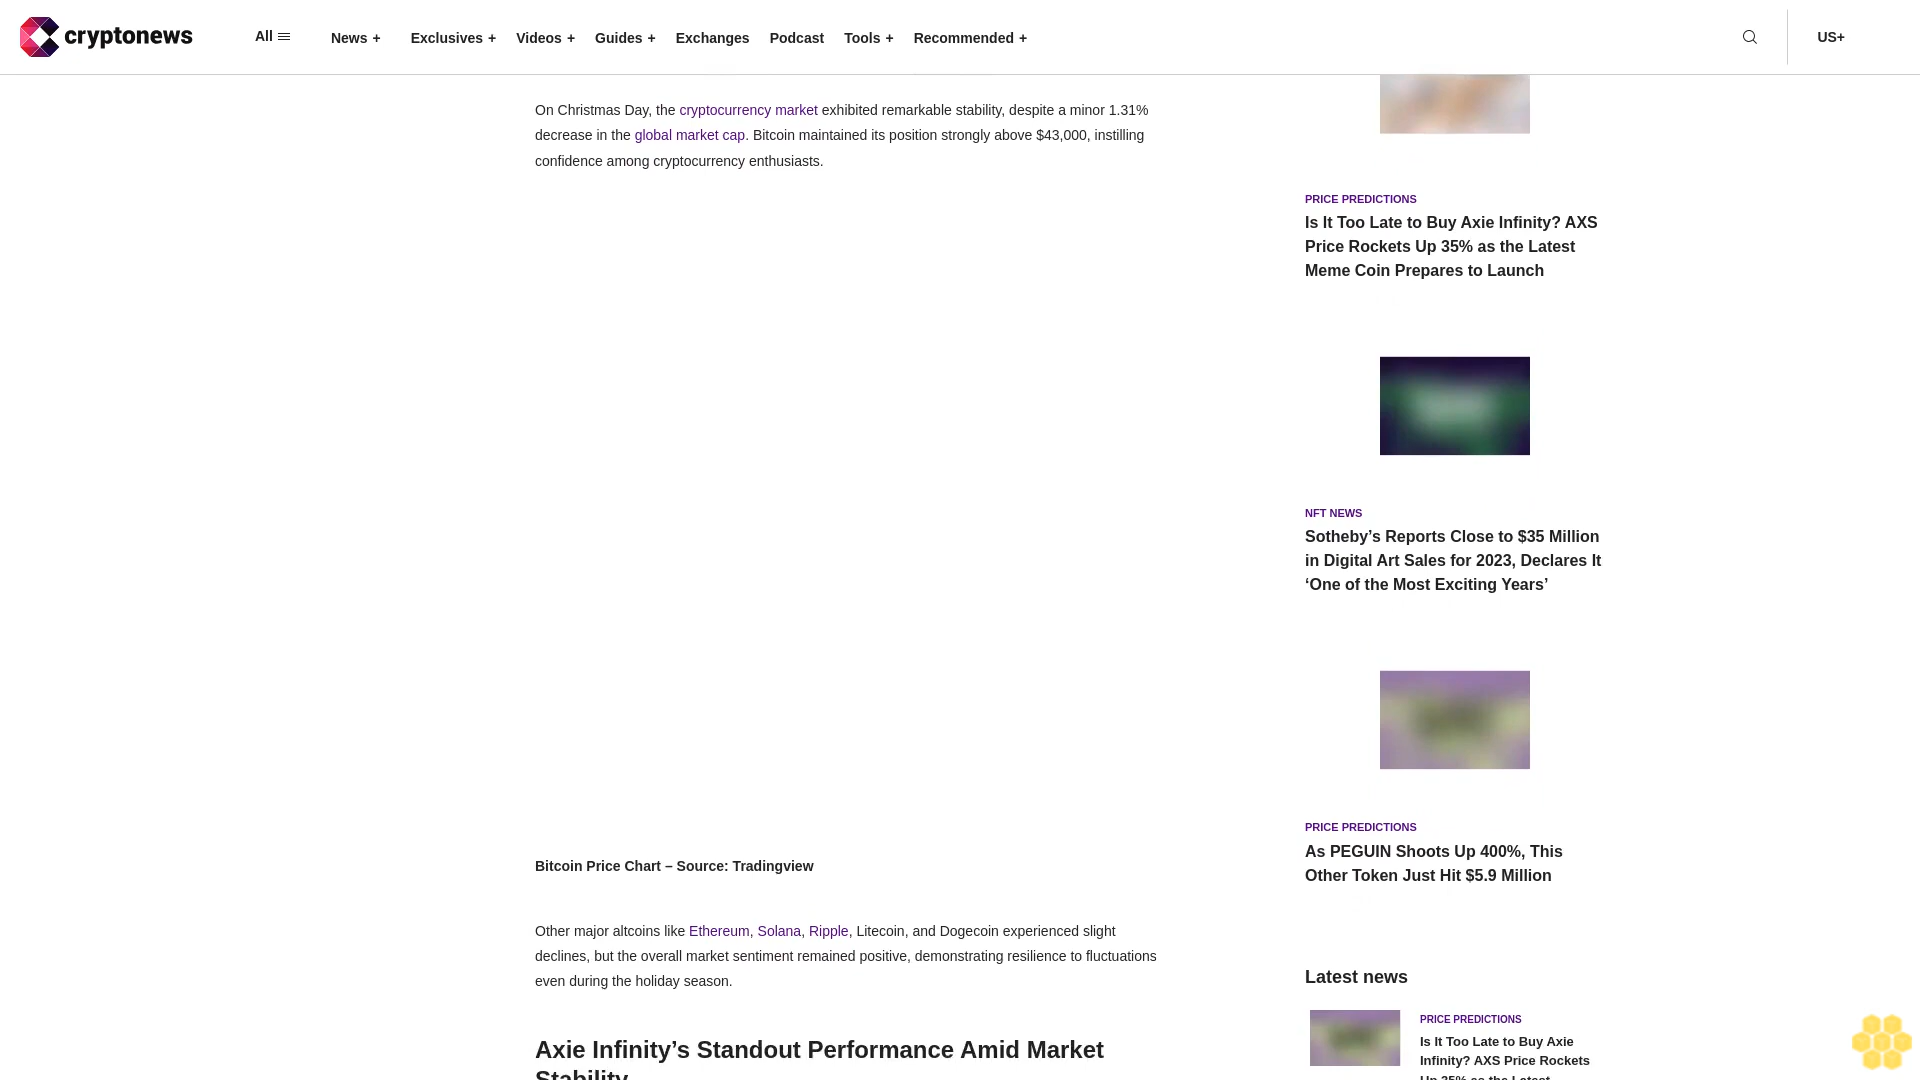 cryptonews
All
News +
Exclusives +
Videos +
Guides +
Exchanges
Podcast
Tools +
Recommended +
US+
On Christmas Day, the cryptocurrency market exhibited remarkable stability, despite a minor 1.31%
decrease in the global market cap. Bitcoin maintained its position strongly above $43,000, instilling
confidence among cryptocurrency enthusiasts.
Bitcoin Price Chart – Source: Tradingview
Other major altcoins like Ethereum, Solana, Ripple, Litecoin, and Dogecoin experienced slight
declines, but the overall market sentiment remained positive, demonstrating resilience to fluctuations
even during the holiday season.
Axie Infinity’s Standout Performance Amid Market
Stability
PRICE PREDICTIONS
Is It Too Late to Buy Axie Infinity? AXS
Price Rockets Up 35% as the Latest
Meme Coin Prepares to Launch
NFT NEWS
Sotheby’s Reports Close to $35 Million
in Digital Art Sales for 2023, Declares It
‘One of the Most Exciting Years’
PRICE PREDICTIONS
As PEGUIN Shoots Up 400%, This
Other Token Just Hit $5.9 Million
Latest news
PRICE PREDICTIONS
Is It Too Late to Buy Axie
Infinity? AXS Price Rockets
Up 35% as the Latest